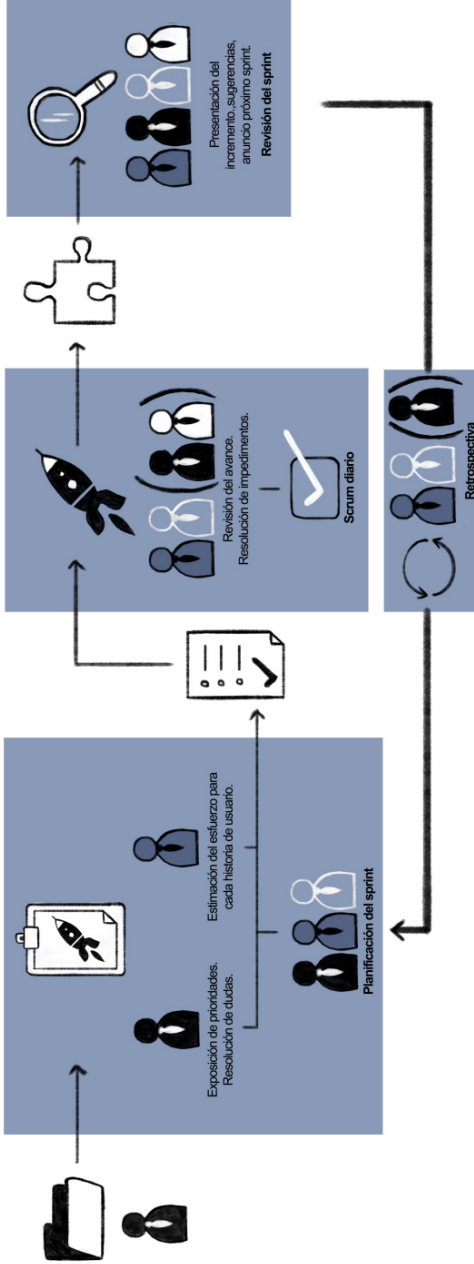 Exposición de prioridades.
Resolución de dudas.
Estimación del esfuerzo para
cada historia de usuario.
Planificación del sprint
Revisión del avance.
Resolución de impedimentos.
Scrum diario
Presentación del
incremento,,sugerencias,
anuncio próximo sprint.
Revisión del sprint
Retrospectiva